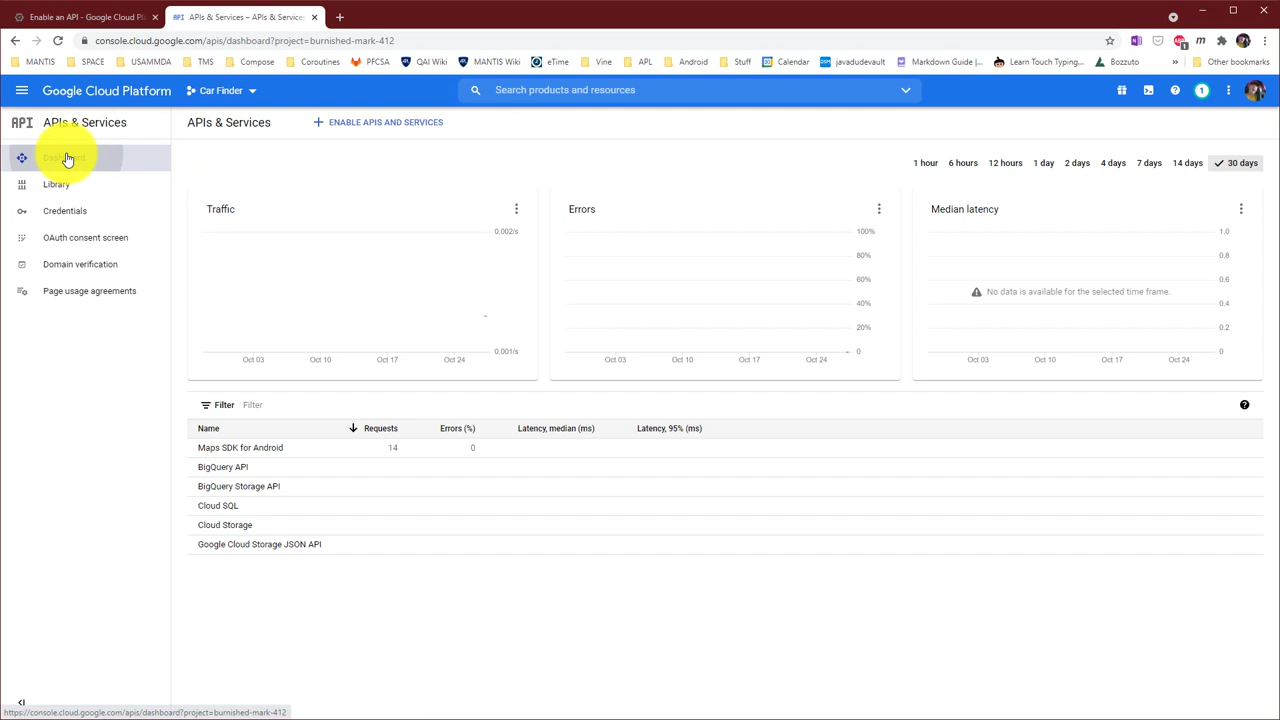 Enable an API - Google Cloud Pl
APIs & Services – APIs & Service
console.cloud.google.com/apis/dashboard?project=burnished-mark-412
1
MANTIS
SPACE
USAMMDA
TMS
Compose
Coroutines
PFCSA
QAI Wiki
MANTIS Wiki
eTime
Vine
APL
Android
Stuff
Calendar
javadudevault
Markdown Guide |...
Learn Touch Typing...
Bozzuto
»
Other bookmarks
Google Cloud Platform
Car Finder
Search products and resources
1
API
APIs & Services
APIs & Services
ENABLE APIS AND SERVICES
Dashboard
Library
Credentials
OAuth consent screen
Domain verification
Page usage agreements
1 hour
6 hours
12 hours
1 day
2 days
4 days
7 days
14 days
30 days
Traffic
0.002/s
0.001/s
Oct 03
Oct 10
Oct 17
Oct 24
Errors
100%
80%
60%
40%
20%
0
Oct 03
Oct 10
Oct 17
Oct 24
Median latency
1.0
0.8
0.6
0.4
0.2
0
No data is available for the selected time frame.
Oct 03
Oct 10
Oct 17
Oct 24
Filter
Filter
Name
Requests
Errors (%)
Latency, median (ms)
Latency, 95% (ms)
Maps SDK for Android
14
0
BigQuery API
BigQuery Storage API
Cloud SQL
Cloud Storage
Google Cloud Storage JSON API
https://console.cloud.google.com/apis/dashboard?project=burnished-mark-412